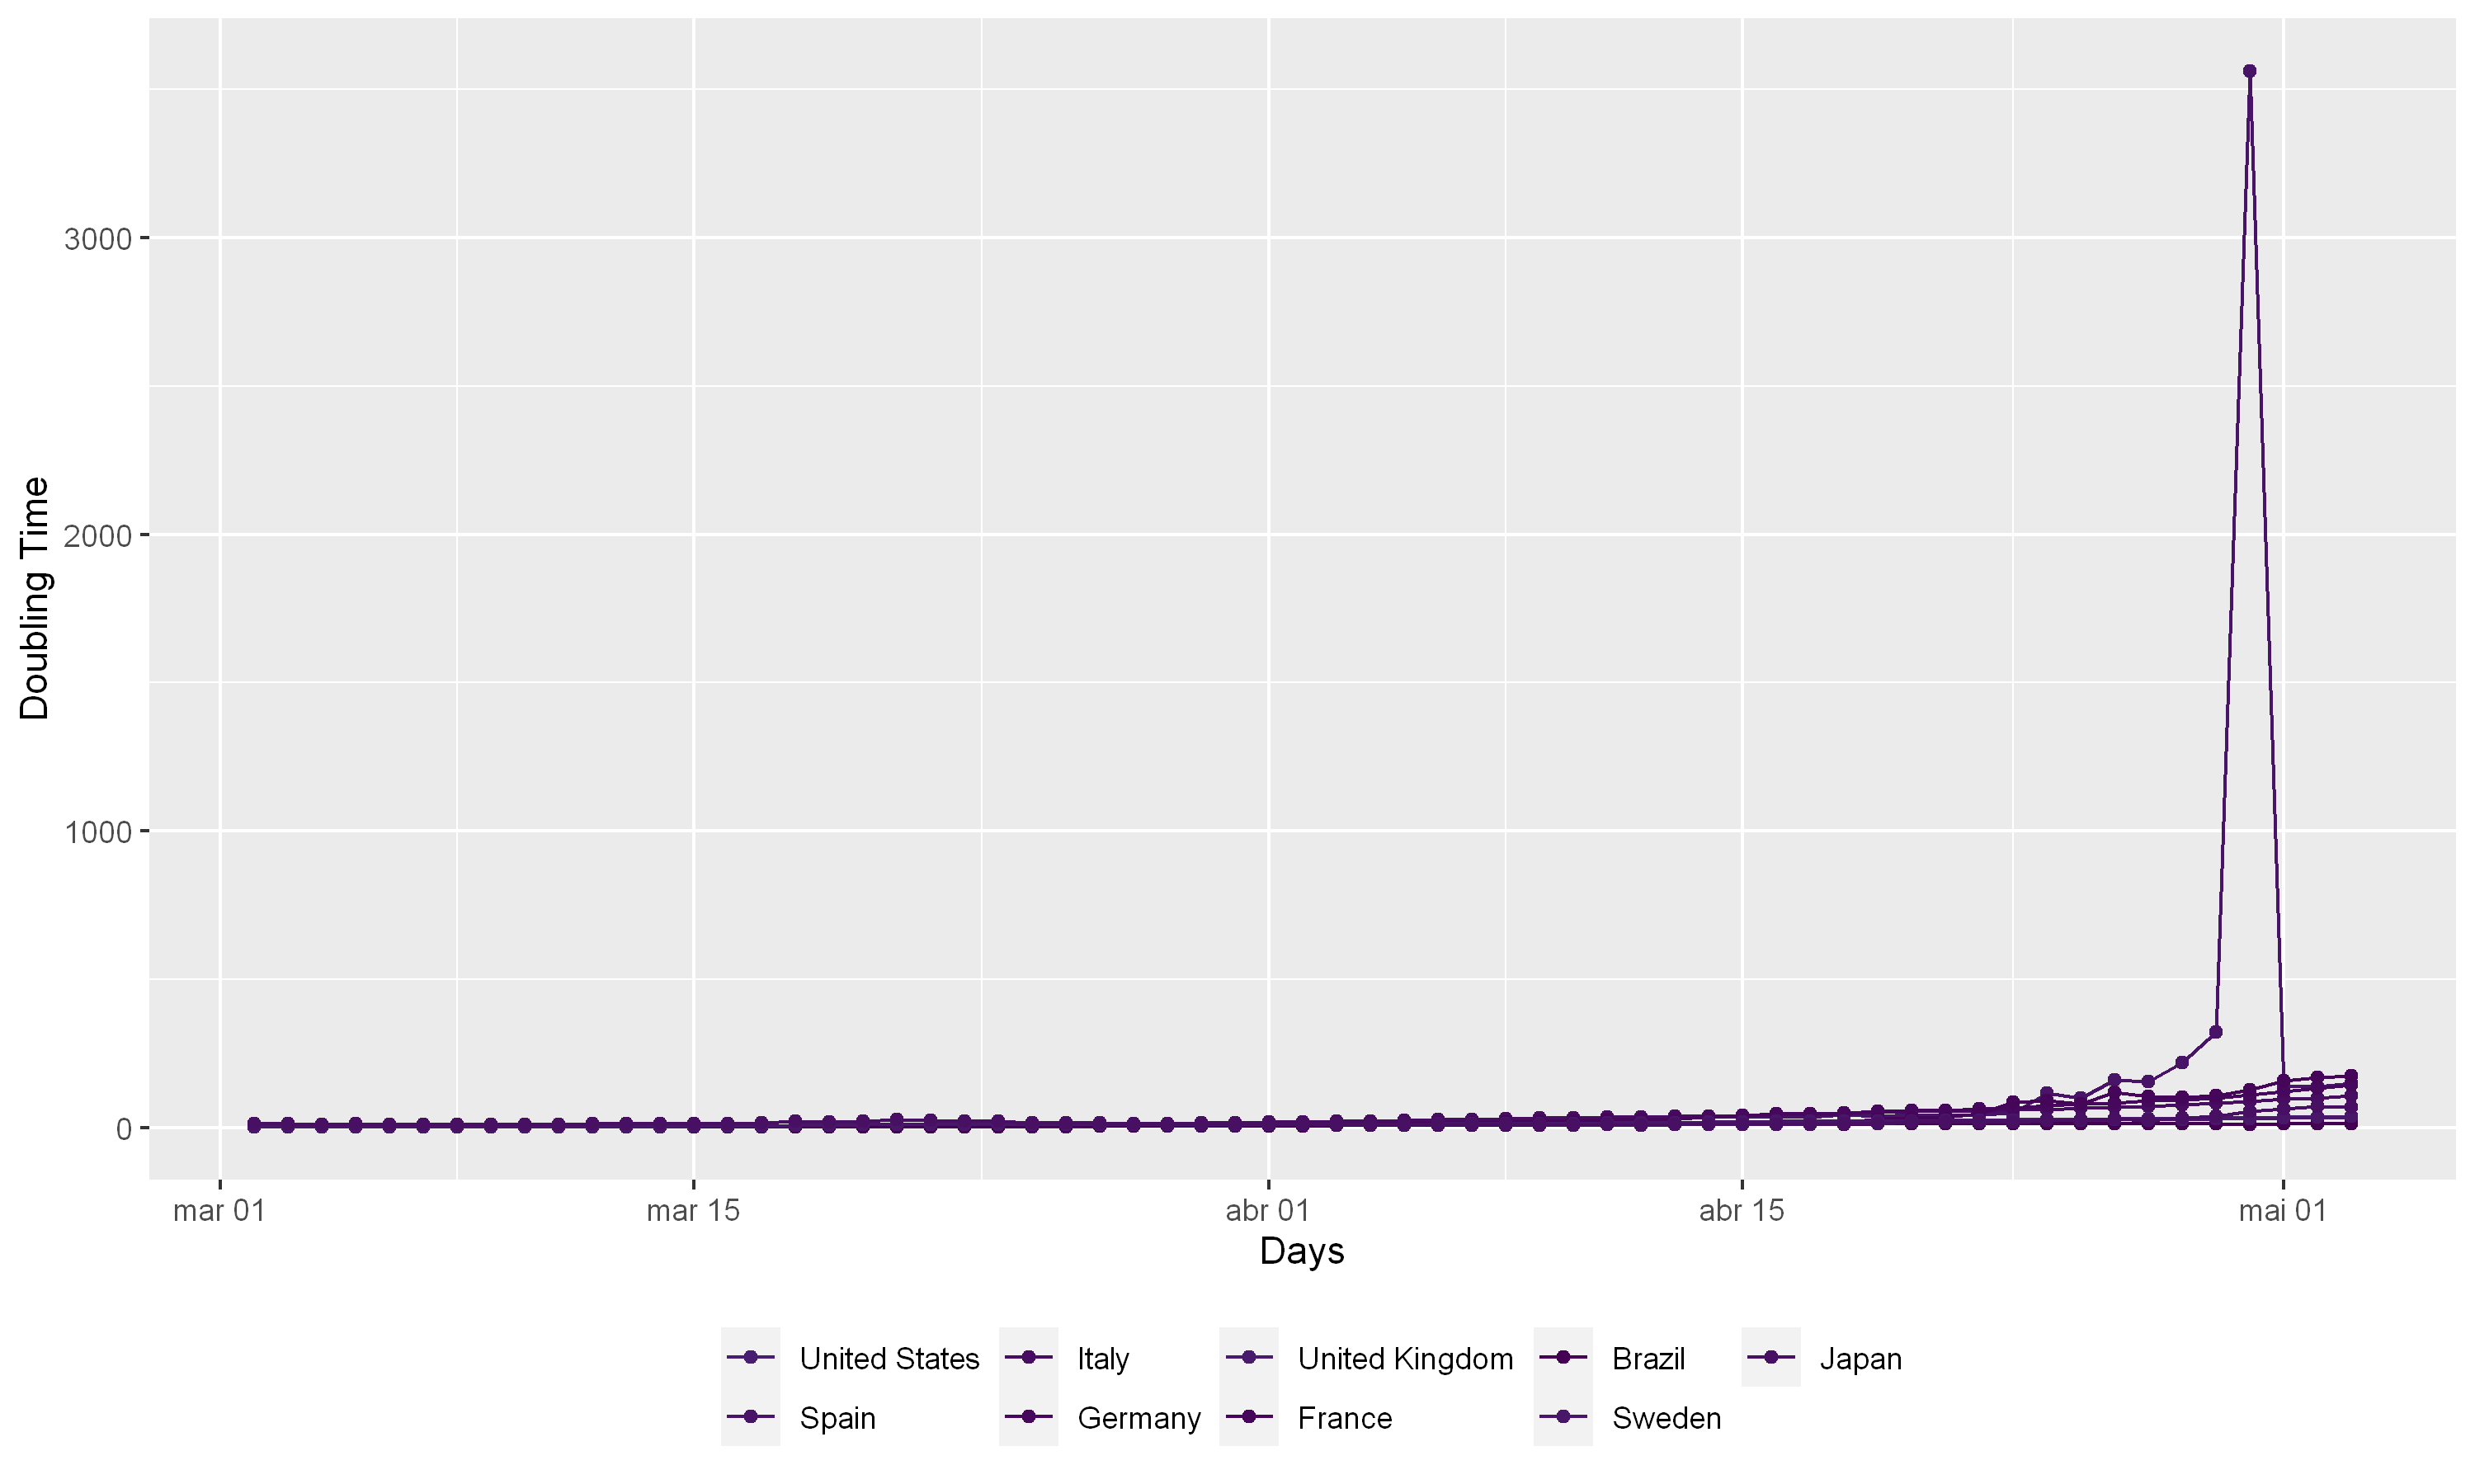 Doubling Time
3000
2000
1000
0
mar 01
mar 15
abr 01
abr 15
mai 01
Days
United States
Italy
United Kingdom
Brazil
Japan
Spain
Germany
France
Sweden